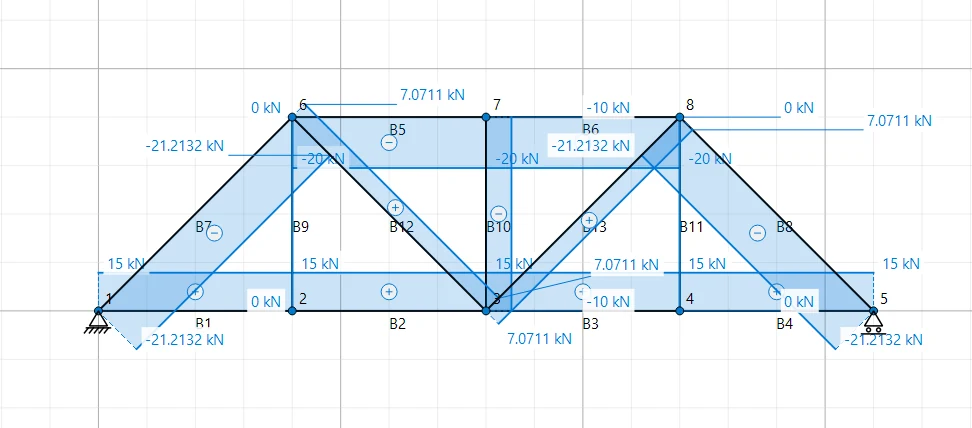 6
7.0711 kN
7
8
0 kN
-10 kN
0 kN
7.0711 kN
B5
B6
-21.2132 kN
-21.2132 kN
-20 kN
-20 kN
-20 kN
B7
B9
B12
B10
B13
B11
B8
15 kN
15 kN
15 kN
7.0711 kN
15 kN
15 kN
1
0 kN
2
3
-10 kN
4
0 kN
5
B1
B2
B3
B4
-21.2132 kN
7.0711 kN
-21.2132 kN